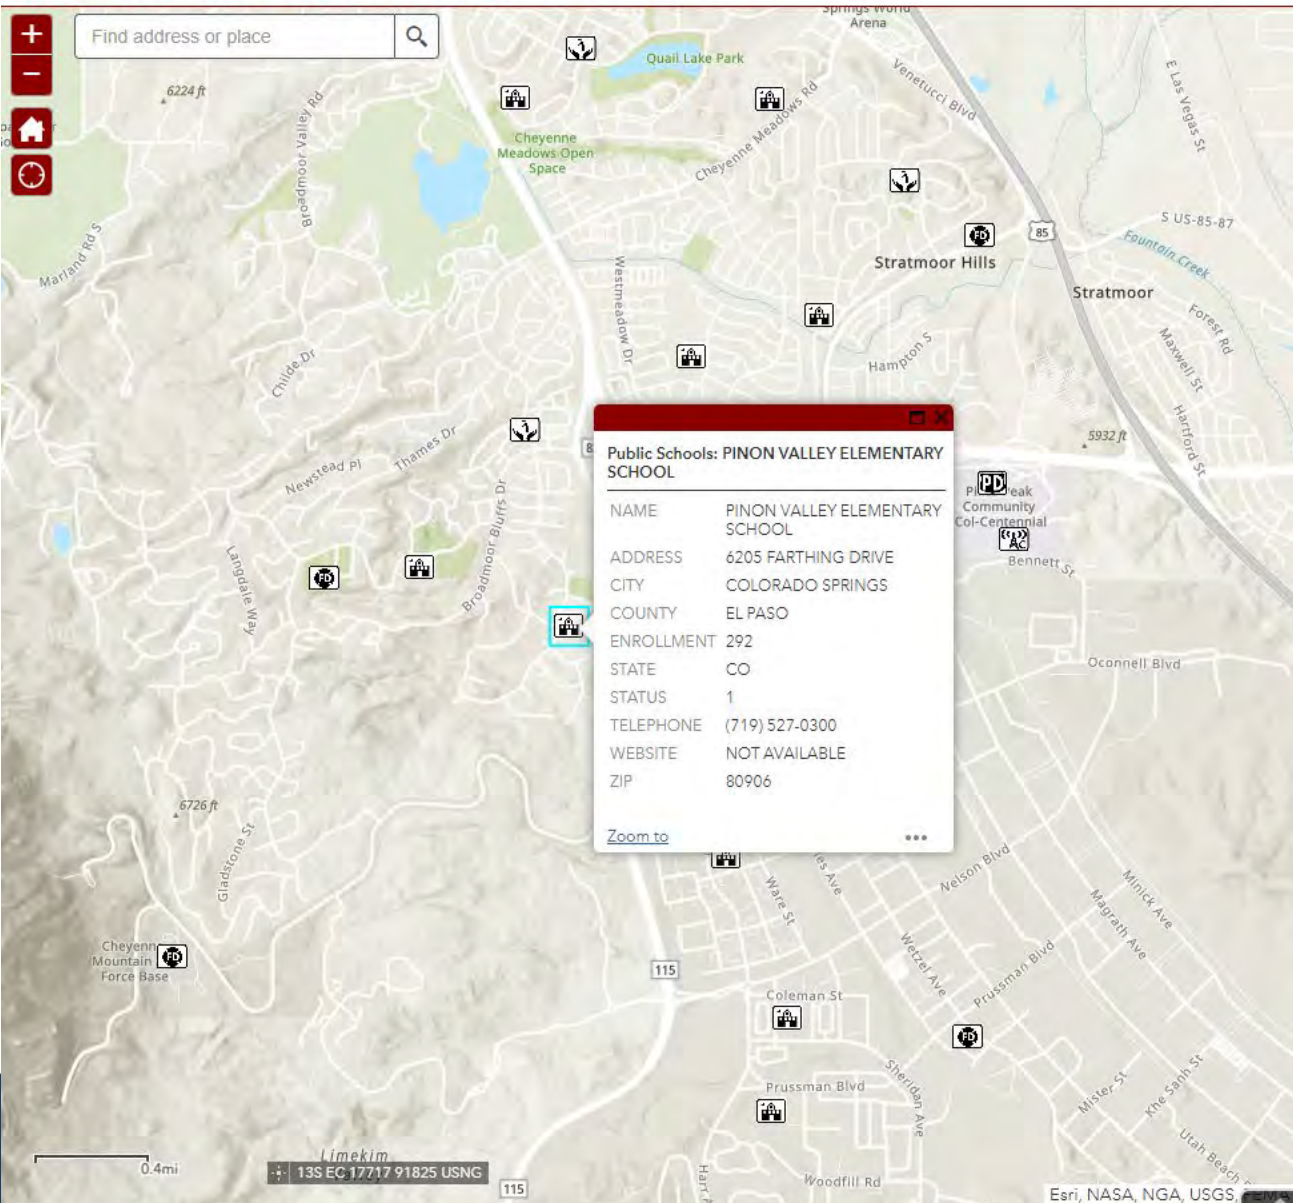 Springs World
Arena
+
Find address or place
−
6224 ft
Quail Lake Park
Venetucci Blvd
E Las Vegas St
Broadmoor Valley Rd
Cheyenne
Meadows Open
Space
Cheyenne Meadows Rd
S US-85-87
85
Fountain Creek
FD
Stratmoor Hills
Marland Rd S
Stratmoor
Westmeadow Dr
Forest Rd
Maxwell St
Hampton S
Childe Dr
Hartford St
5932 ft
Thames Dr
Newstead Pl
Public Schools: PINON VALLEY ELEMENTARY
SCHOOL
NAME PINON VALLEY ELEMENTARY
SCHOOL
ADDRESS 6205 FARTHING DRIVE
CITY COLORADO SPRINGS
COUNTY EL PASO
ENROLLMENT 292
STATE CO
STATUS 1
TELEPHONE (719) 527-0300
WEBSITE NOT AVAILABLE
ZIP 80906
Zoom to
PD
Community
Col-Centennial
AC
Bennett St
Broadmoor Bluffs Dr
Langdale Way
FD
Oconnell Blvd
6726 ft
Gladstone St
Nelson Blvd
Minick Ave
Magrath Ave
Ware St
Wetzel Ave
Prussman Blvd
Mountain
Force Base
FD
115
Coleman St
FD
Sheridan Ave
Prussman Blvd
Mister St
Khe Sanh St
Utah Beach
0.4mi
Limekim
13S EC 17717 91825 USNG
115
Woodfill Rd
Esri, NASA, NGA, USGS, FEMA